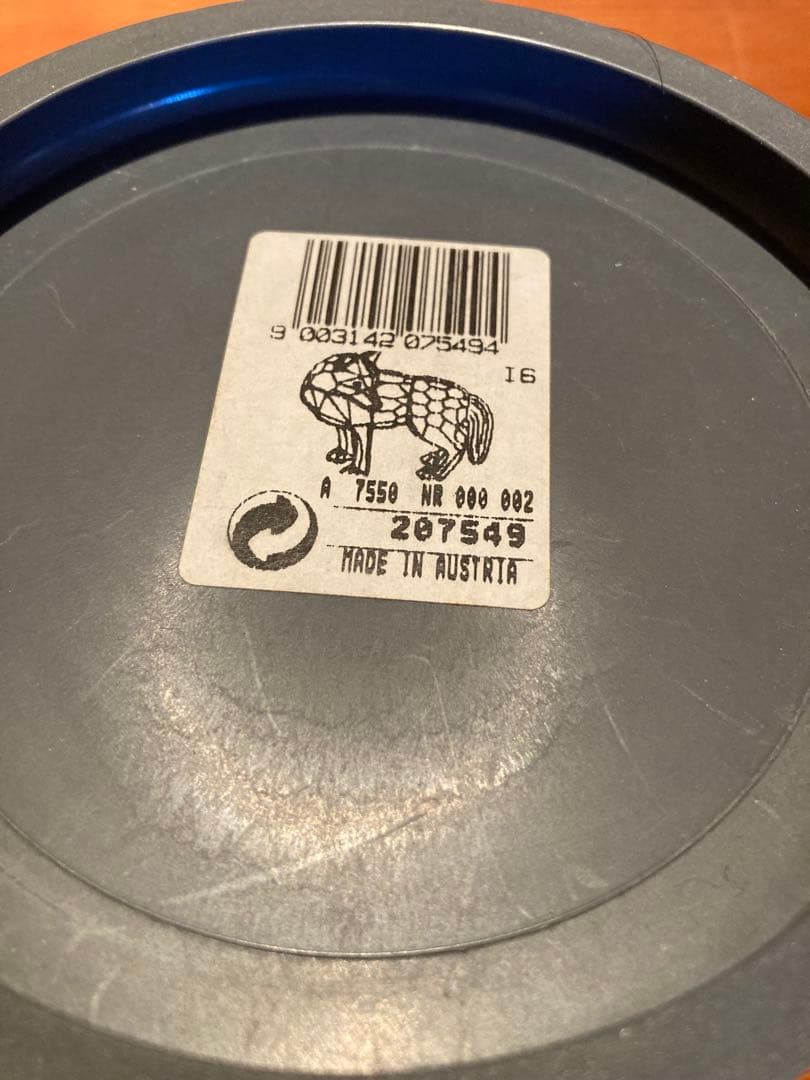 9 003142 075494
I6
A 7550 NR 000 002
207549
MADE IN AUSTRIA